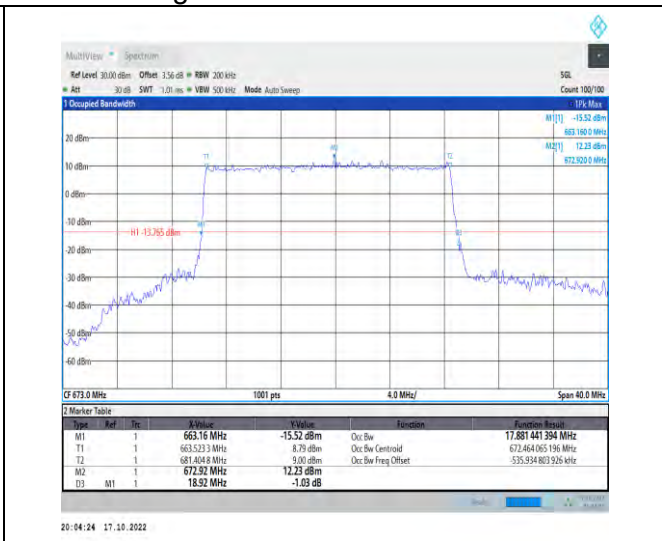 MultiView Spectrum
Ref Level 30.00 dBm Offset 3.56 dB RBW 200 kHz SGL
Att 30 dB SWT 1.01 ms VBW 500 kHz Mode Auto Sweep Count 100/100
1 Occupied Bandwidth 1Pk Max
M1[1] -15.52 dBm
663.160 0 MHz
M2[1] 12.23 dBm
672.920 0 MHz
20 dBm
M2
T1 T2
10 dBm
0 dBm
-10 dBm
M1
H1 -13.765 dBm
-20 dBm
-30 dBm
-40 dBm
-50 dBm
-60 dBm
CF 673.0 MHz 1001 pts 4.0 MHz/ Span 40.0 MHz
2 Marker Table
Type Ref Trc X-Value Y-Value Function Function Result
M1 1 663.16 MHz -15.52 dBm Occ Bw 17.881 441 394 MHz
T1 1 663.523 3 MHz 8.79 dBm Occ Bw Centroid 672.464 065 196 MHz
T2 1 681.404 8 MHz 9.00 dBm Occ Bw Freq Offset -535.934 803 926 kHz
M2 1 672.92 MHz 12.23 dBm
D3 M1 1 18.92 MHz -1.03 dB
20:04:24 17.10.2022